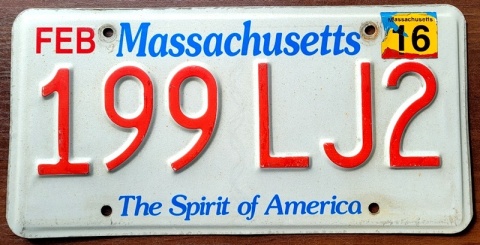 FEB Massachusetts Massachusetts 16
199 LJ2
The Spirit of America